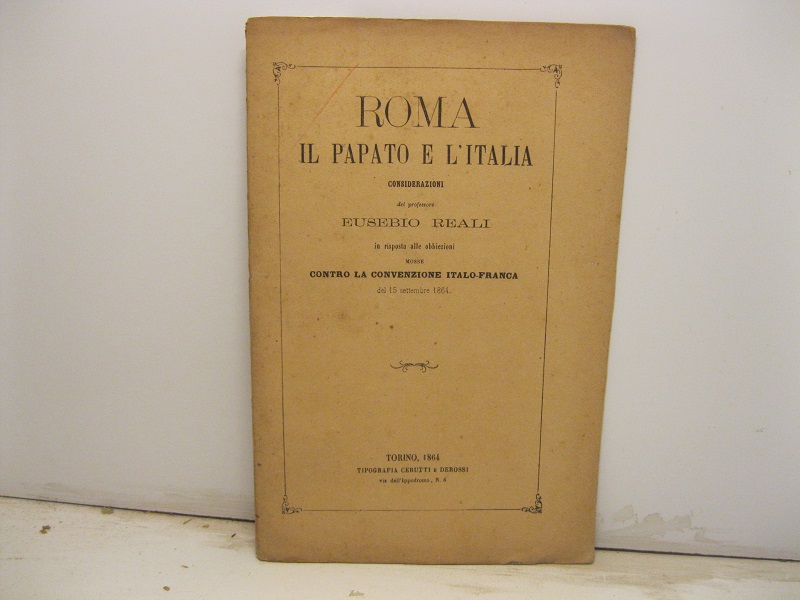 ROMA
IL PAPATO E L'ITALIA
CONSIDERAZIONI
del professore
EUSEBIO REALI
in risposta alle obbiezioni
MOSSE
CONTRO LA CONVENZIONE ITALO-FRANCA
del 15 settembre 1864.
TORINO, 1864
TIPOGRAFIA CERUTTI e DEROSSI
via dell'Ippodromo, N. 6